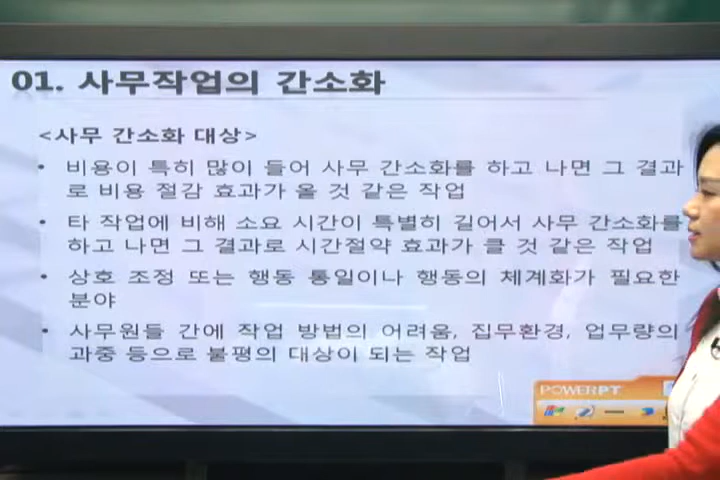 01. 사무작업의 간소화
<사무 간소화 대상>
• 비용이 특히 많이 들어 사무 간소화를 하고 나면 그 결과
로 비용 절감 효과가 올 것 같은 작업
• 타 작업에 비해 소요 시간이 특별히 길어서 사무 간소화를
하고 나면 그 결과로 시간절약 효과가 클 것 같은 작업
• 상호 조정 또는 행동 통일이나 행동의 체계화가 필요한
분야
• 사무원들 간에 작업 방법의 어려움, 집무환경, 업무량의
과중 등으로 불평의 대상이 되는 작업
POWERPT